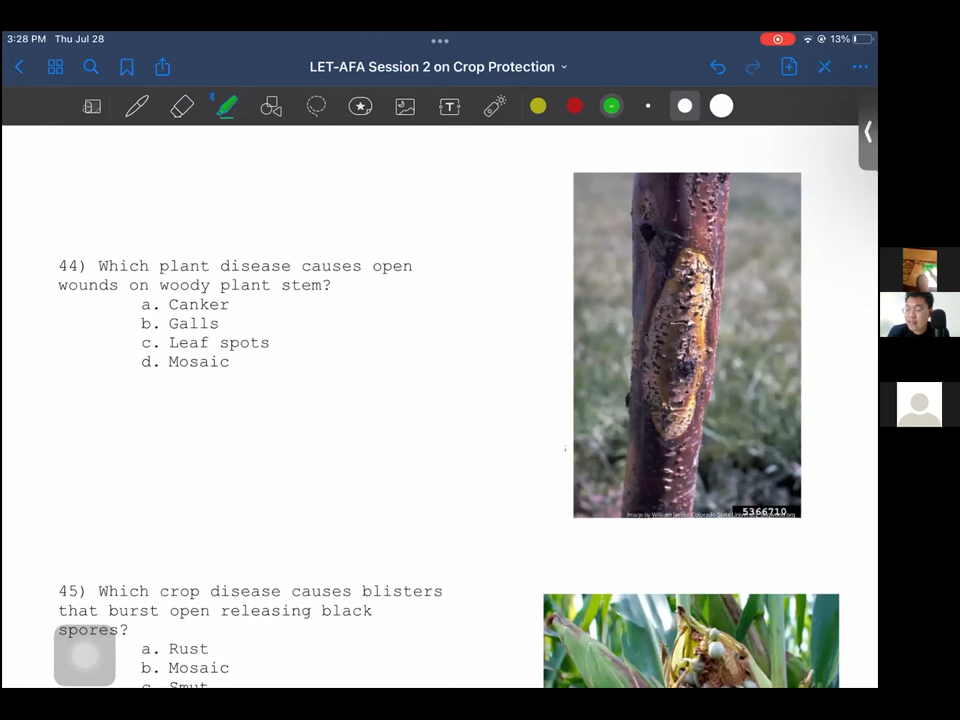 3:28 PM Thu Jul 28
13%
LET-AFA Session 2 on Crop Protection
44) Which plant disease causes open
wounds on woody plant stem?
a. Canker
b. Galls
c. Leaf spots
d. Mosaic
5366710
45) Which crop disease causes blisters
that burst open releasing black
spores?
a. Rust
b. Mosaic
c. Smut